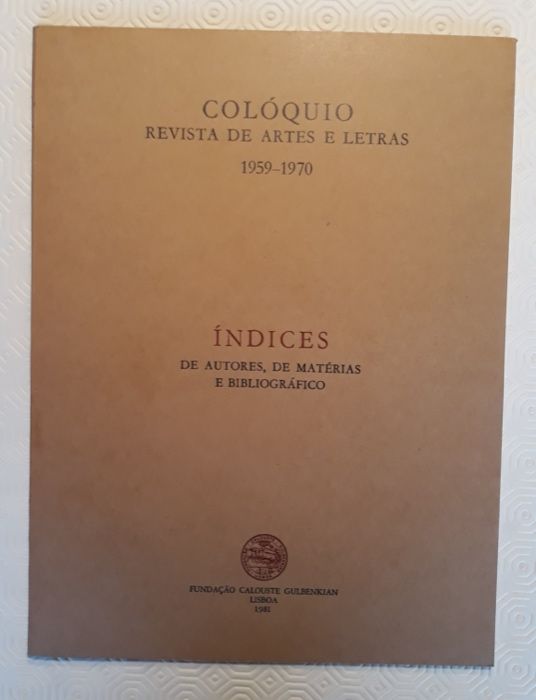 COLÓQUIO
REVISTA DE ARTES E LETRAS
1959–1970
ÍNDICES
DE AUTORES, DE MATÉRIAS
E BIBLIOGRÁFICO
FUNDAÇÃO CALOUSTE GULBENKIAN
LISBOA
1981